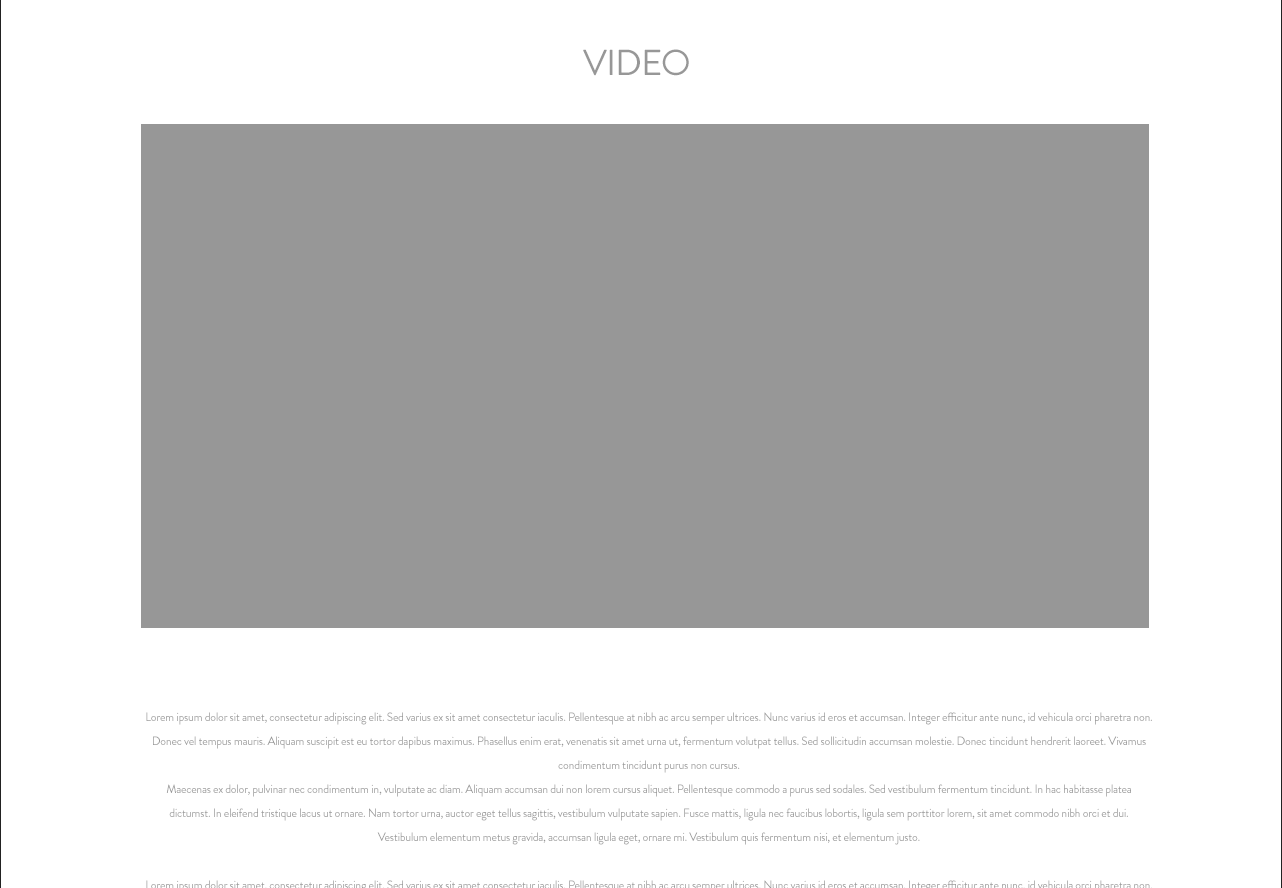 VIDEO
Lorem ipsum dolor sit amet, consectetur adipiscing elit. Sed varius ex sit amet consectetur iaculis. Pellentesque at nibh ac arcu semper ultrices. Nunc varius id eros et accumsan. Integer efficitur ante nunc, id vehicula orci pharetra non.
Donec vel tempus mauris. Aliquam suscipit est eu tortor dapibus maximus. Phasellus enim erat, venenatis sit amet urna ut, fermentum volutpat tellus. Sed sollicitudin accumsan molestie. Donec tincidunt hendrerit laoreet. Vivamus
condimentum tincidunt purus non cursus.
Maecenas ex dolor, pulvinar nec condimentum in, vulputate ac diam. Aliquam accumsan dui non lorem cursus aliquet. Pellentesque commodo a purus sed sodales. Sed vestibulum fermentum tincidunt. In hac habitasse platea
dictumst. In eleifend tristique lacus ut ornare. Nam tortor urna, auctor eget tellus sagittis, vestibulum vulputate sapien. Fusce mattis, ligula nec faucibus lobortis, ligula sem porttitor lorem, sit amet commodo nibh orci et dui.
Vestibulum elementum metus gravida, accumsan ligula eget, ornare mi. Vestibulum quis fermentum nisi, et elementum justo.
Lorem ipsum dolor sit amet, consectetur adipiscing elit. Sed varius ex sit amet consectetur iaculis. Pellentesque at nibh ac arcu semper ultrices. Nunc varius id eros et accumsan. Integer efficitur ante nunc, id vehicula orci pharetra non.